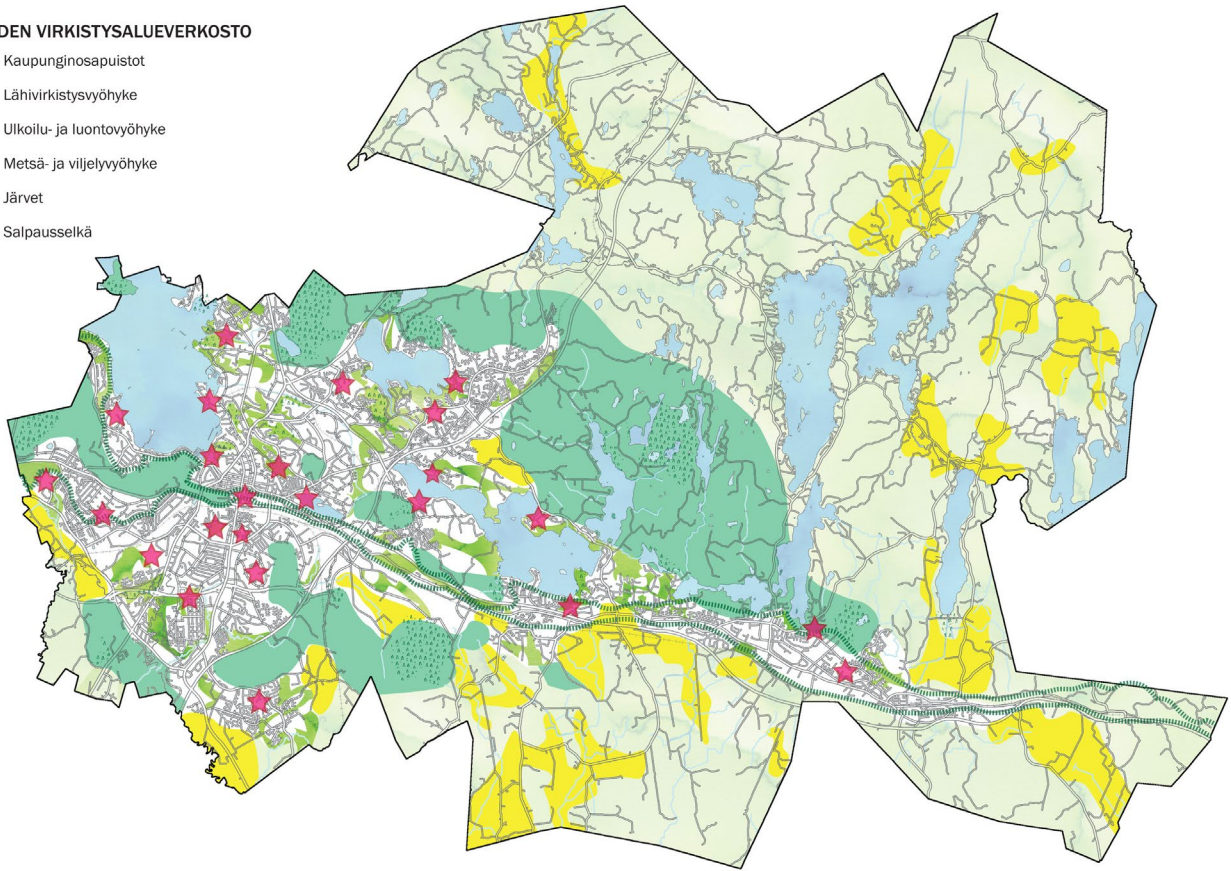 DEN VIRKISTYSALUEVERKOSTO
Kaupunginosapuistot
Lähivirkistysvyöhyke
Ulkoilu- ja luontovyöhyke
Metsä- ja viljelyvyöhyke
Järvet
Salpausselkä